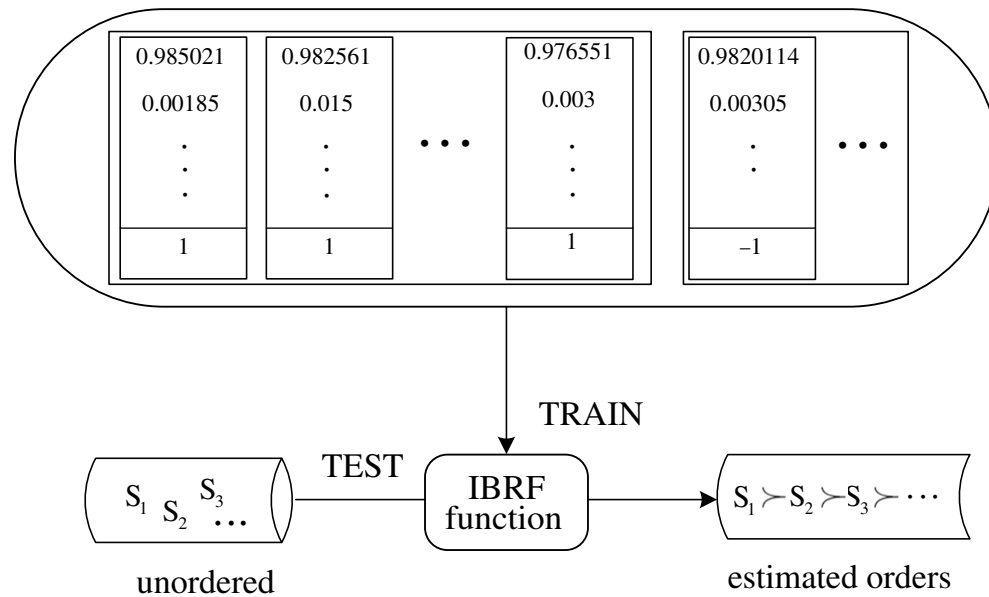 0.985021 0.982561 0.976551 0.9820114
0.00185 0.015 ••• 0.003 0.00305 •••
1 1 1 –1
TRAIN
TEST
S1 S2 S3 •••
IBRF
function
S1 ≻ S2 ≻ S3 ≻ ···
unordered
estimated orders